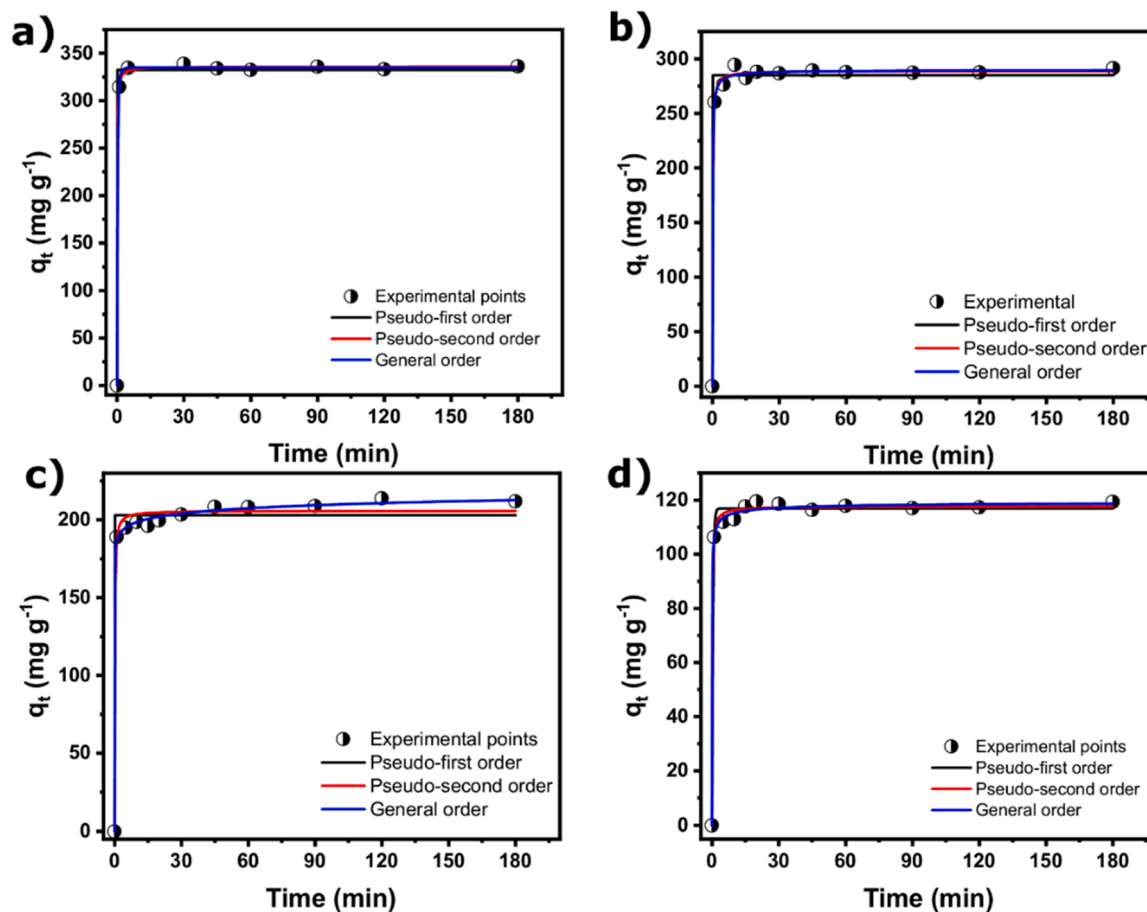 a)
350
300
250
200
150
100
50
0
qt (mg g-1)
Experimental points
Pseudo-first order
Pseudo-second order
General order
0 30 60 90 120 150 180
Time (min)
b)
300
250
200
150
100
50
0
qt (mg g-1)
Experimental
Pseudo-first order
Pseudo-second order
General order
0 30 60 90 120 150 180
Time (min)
c)
200
150
100
50
0
qt (mg g-1)
Experimental points
Pseudo-first order
Pseudo-second order
General order
0 30 60 90 120 150 180
Time (min)
d)
120
100
80
60
40
20
0
qt (mg g-1)
Experimental points
Pseudo-first order
Pseudo-second order
General order
0 30 60 90 120 150 180
Time (min)